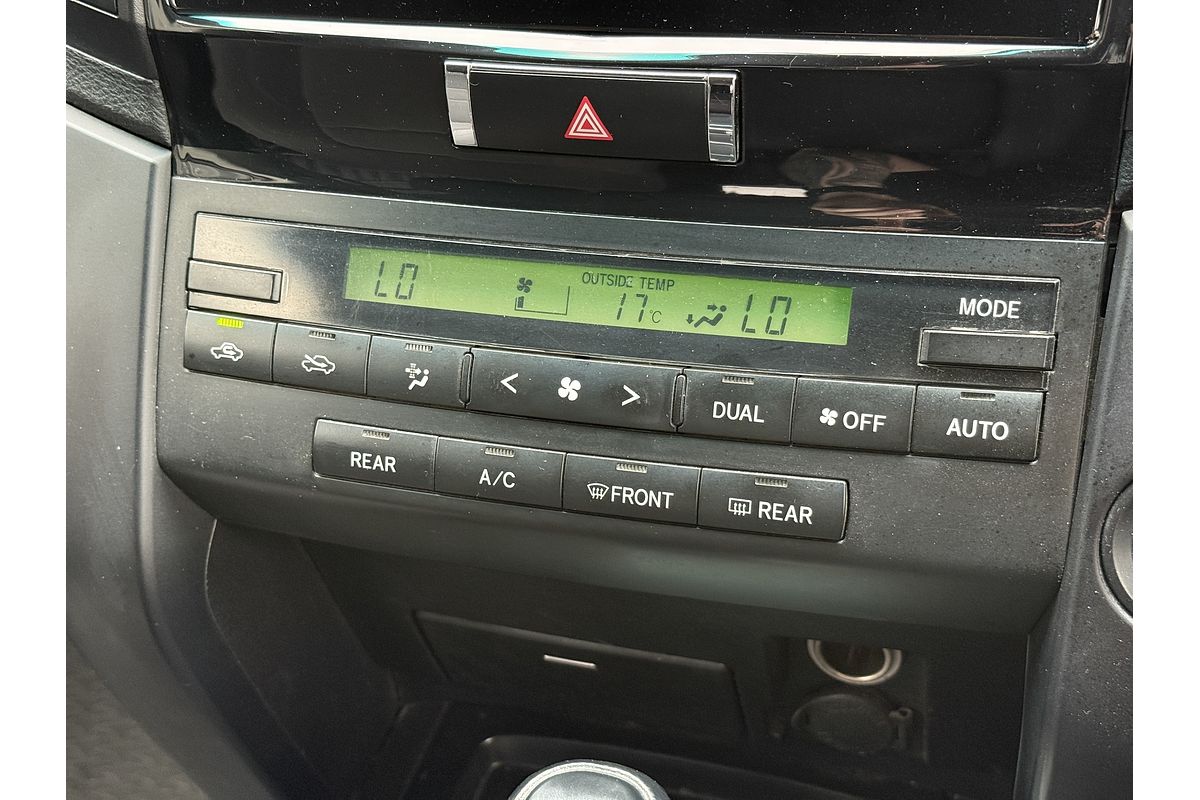 OUTSIDE TEMP
LO 17°C LO
MODE
< >
DUAL
OFF
AUTO
REAR
A/C
FRONT
REAR